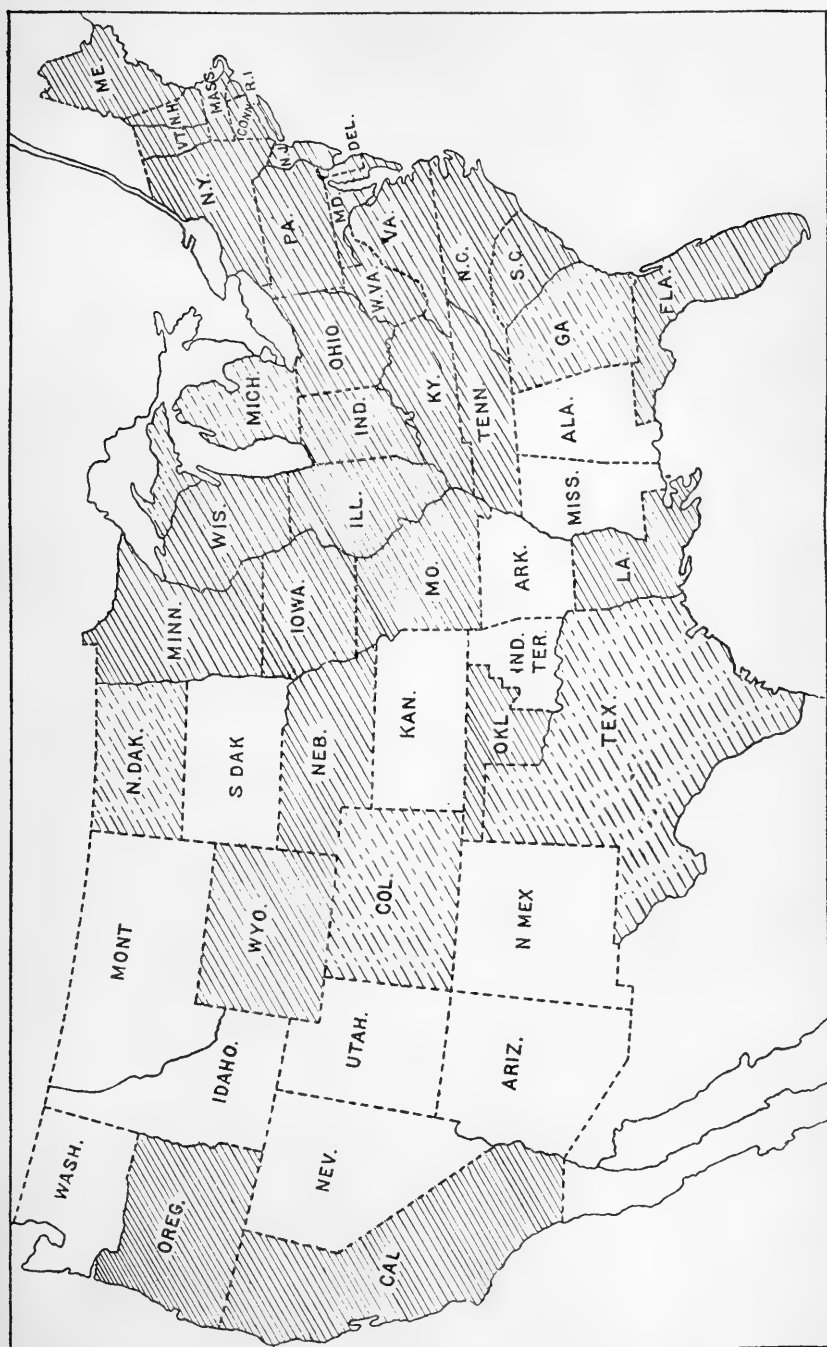 ME.
VT.
N.H.
MASS.
R.I
CONN.
N.Y.
N.J.
PA.
DEL.
MD.
VA.
W.VA.
N.C.
S.C.
GA
FLA.
OHIO
MICH
IND.
KY.
TENN
ALA.
MISS.
ILL.
WIS.
MINN.
IOWA.
MO.
ARK.
LA.
N.DAK.
S DAK
NEB.
KAN.
IND.
TER.
OKL
TEX.
MONT
WYO.
COL.
N MEX
IDAHO.
UTAH.
ARIZ.
WASH.
OREG.
NEV.
CAL